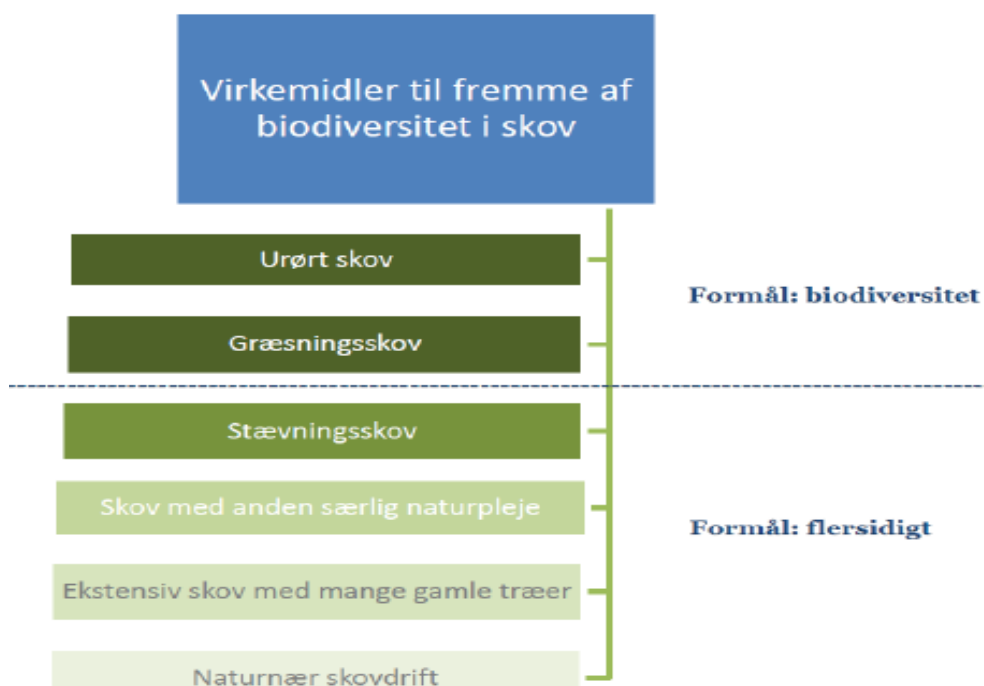 Virkemidler til fremme af
biodiversitet i skov
Urørt skov
Græsningsskov
Formål: biodiversitet
Stævningsskov
Skov med anden særlig naturpleje
Ekstensiv skov med mange gamle træer
Naturnær skovdrift
Formål: flersidigt